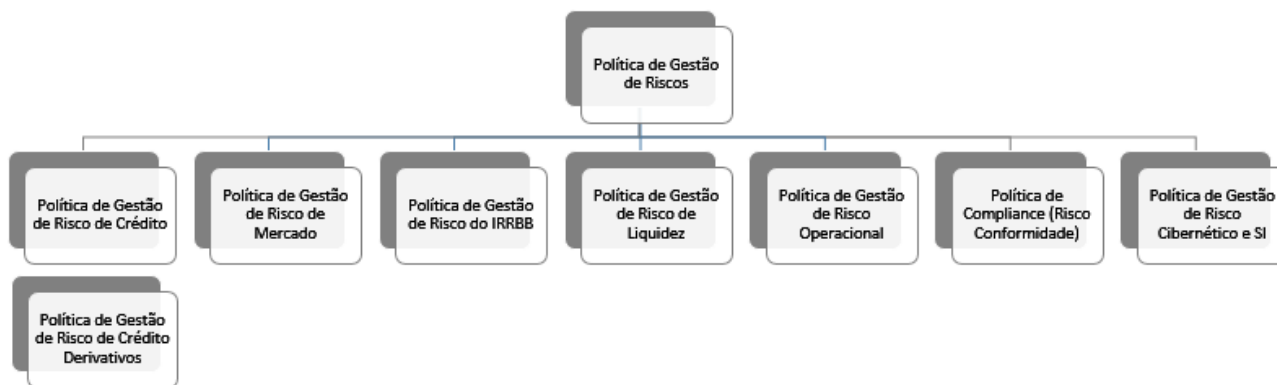 Política de Gestão
de Riscos
Política de Gestão
de Risco de Crédito
Política de Gestão
de Risco de
Mercado
Política de Gestão
de Risco do IRRBB
Política de Gestão
de Risco de
Liquidez
Política de Gestão
de Risco
Operacional
Política de
Compliance (Risco
Conformidade)
Política de Gestão
de Risco
Cibernético e SI
Política de Gestão
de Risco de Crédito
Derivativos